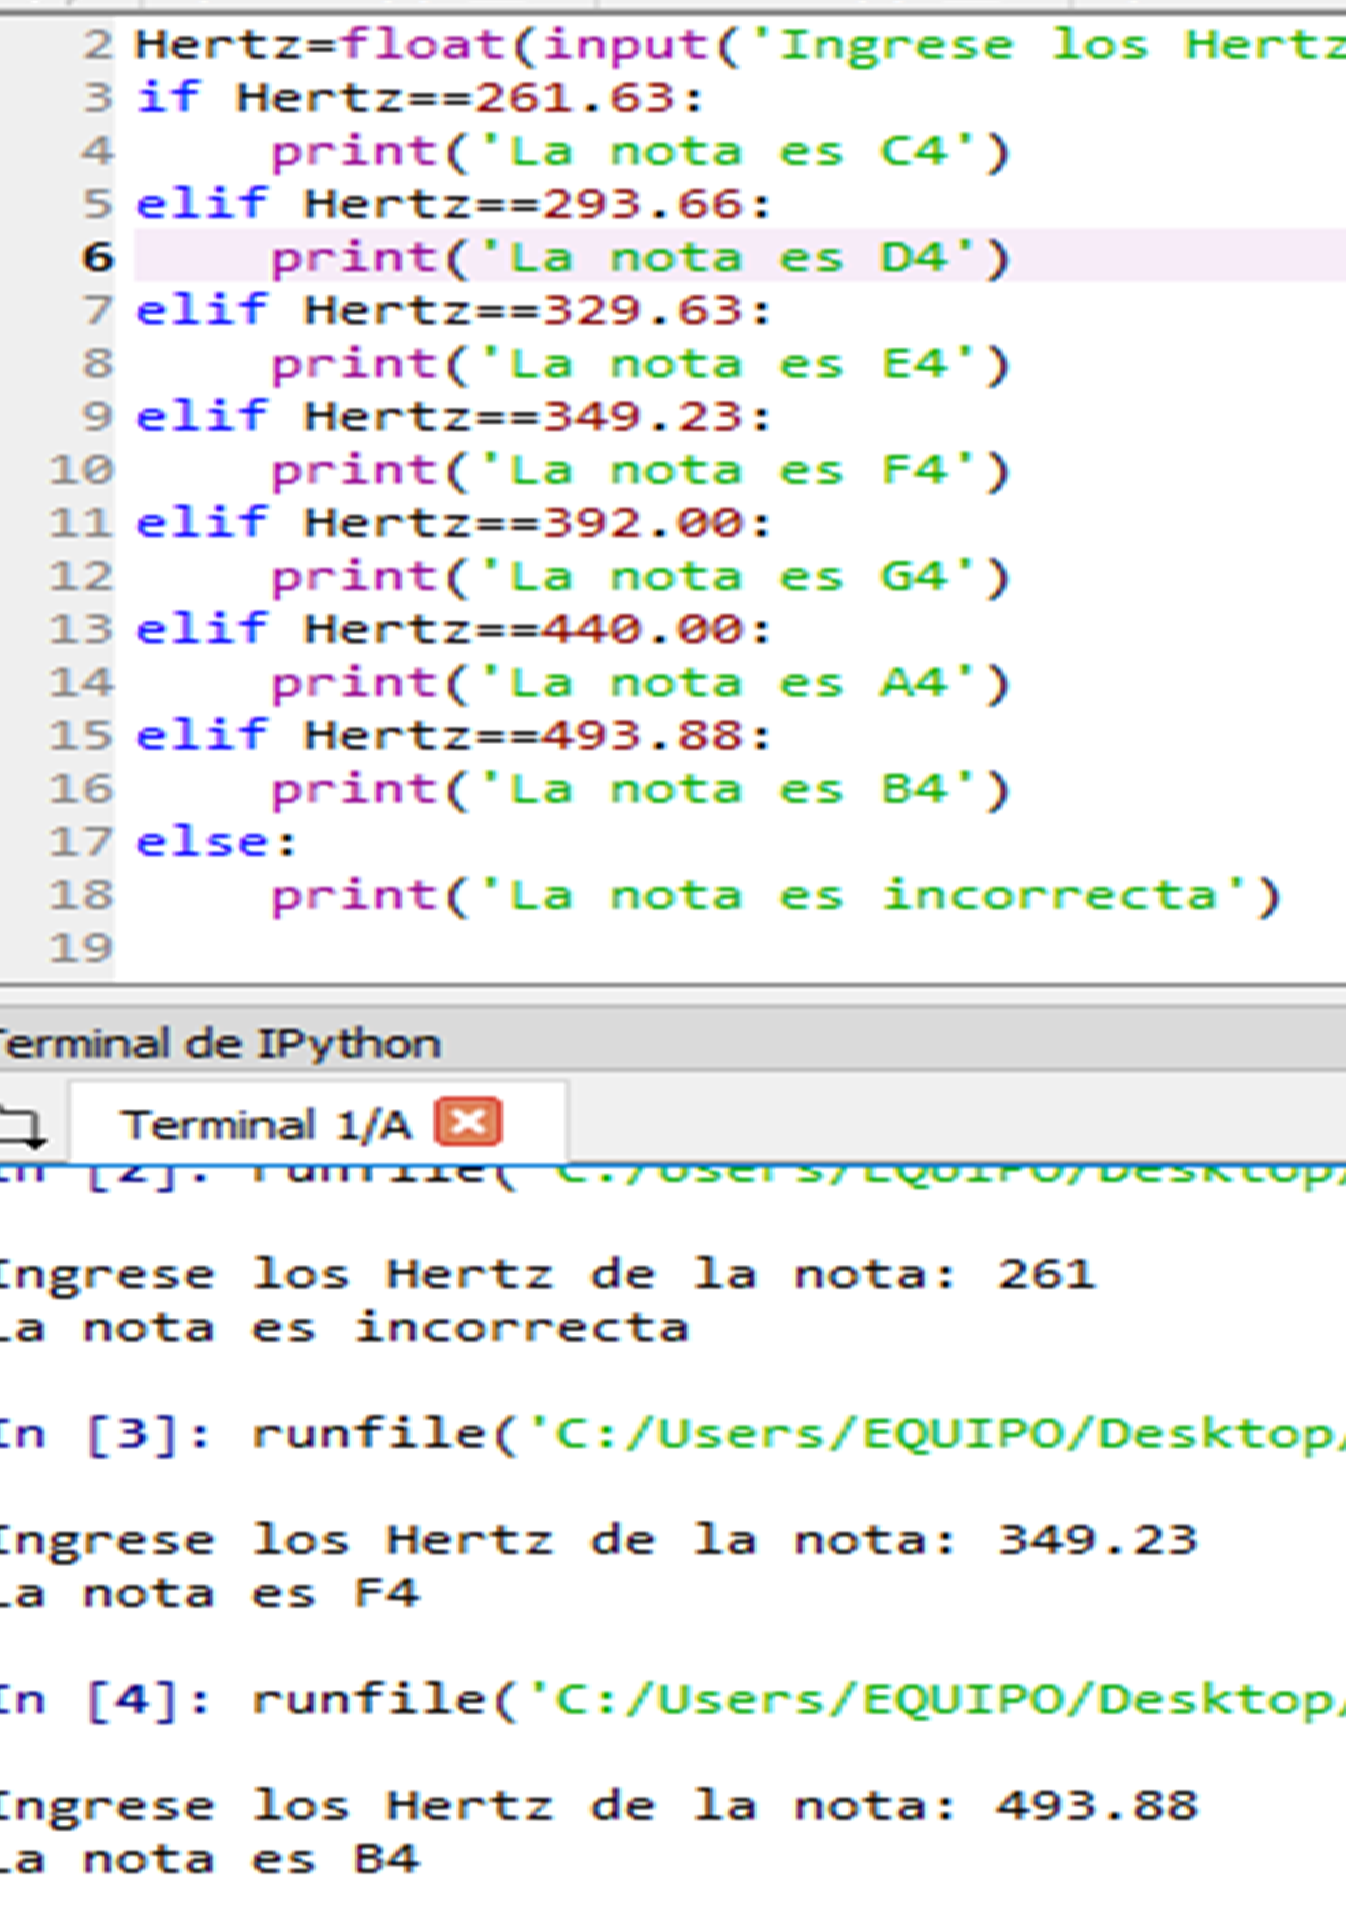 2 Hertz=float(input('Ingrese los Hertz
3 if Hertz==261.63:
4     print('La nota es C4')
5 elif Hertz==293.66:
6     print('La nota es D4')
7 elif Hertz==329.63:
8     print('La nota es E4')
9 elif Hertz==349.23:
10     print('La nota es F4')
11 elif Hertz==392.00:
12     print('La nota es G4')
13 elif Hertz==440.00:
14     print('La nota es A4')
15 elif Hertz==493.88:
16     print('La nota es B4')
17 else:
18     print('La nota es incorrecta')
19
Terminal de IPython
Terminal 1/A
In [2]: runfile('C:/Users/EQUIPO/Desktop/
Ingrese los Hertz de la nota: 261
La nota es incorrecta
In [3]: runfile('C:/Users/EQUIPO/Desktop/
Ingrese los Hertz de la nota: 349.23
La nota es F4
In [4]: runfile('C:/Users/EQUIPO/Desktop/
Ingrese los Hertz de la nota: 493.88
La nota es B4